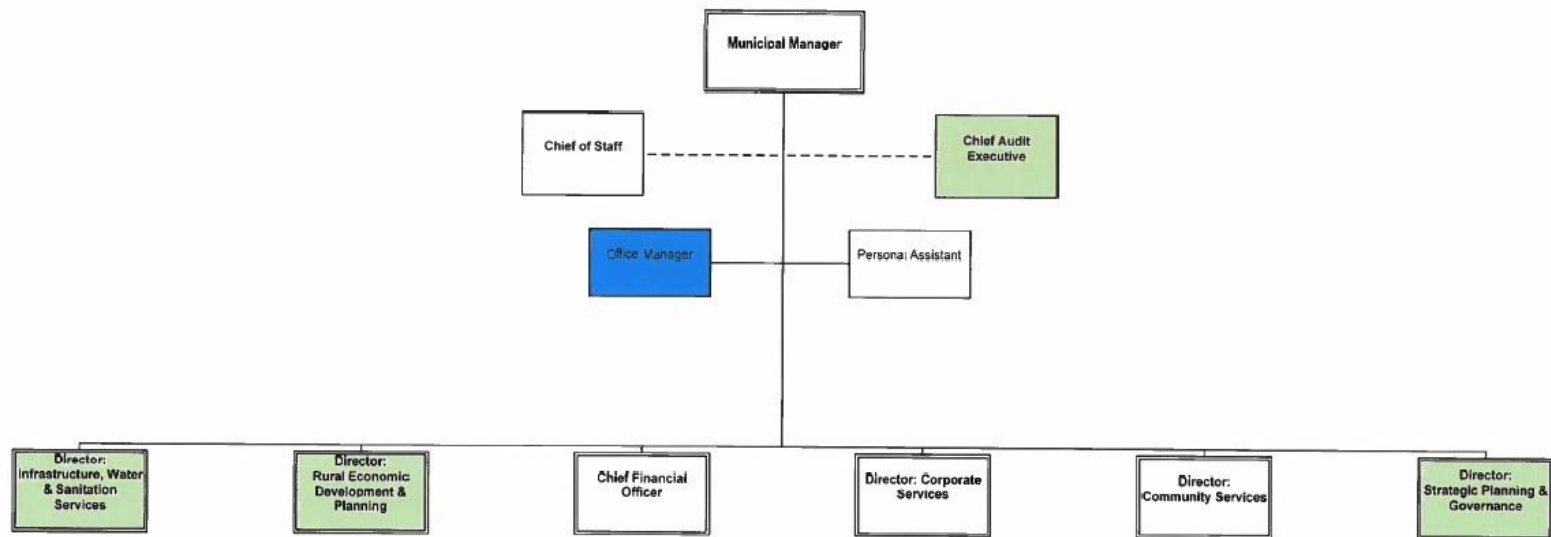 Municipal Manager
Chief of Staff
Chief Audit
Executive
Office Manager
Personal Assistant
Director:
Infrastructure, Water
& Sanitation
Services
Director:
Rural Economic
Development &
Planning
Chief Financial
Officer
Director: Corporate
Services
Director:
Community Services
Director:
Strategic Planning &
Governance